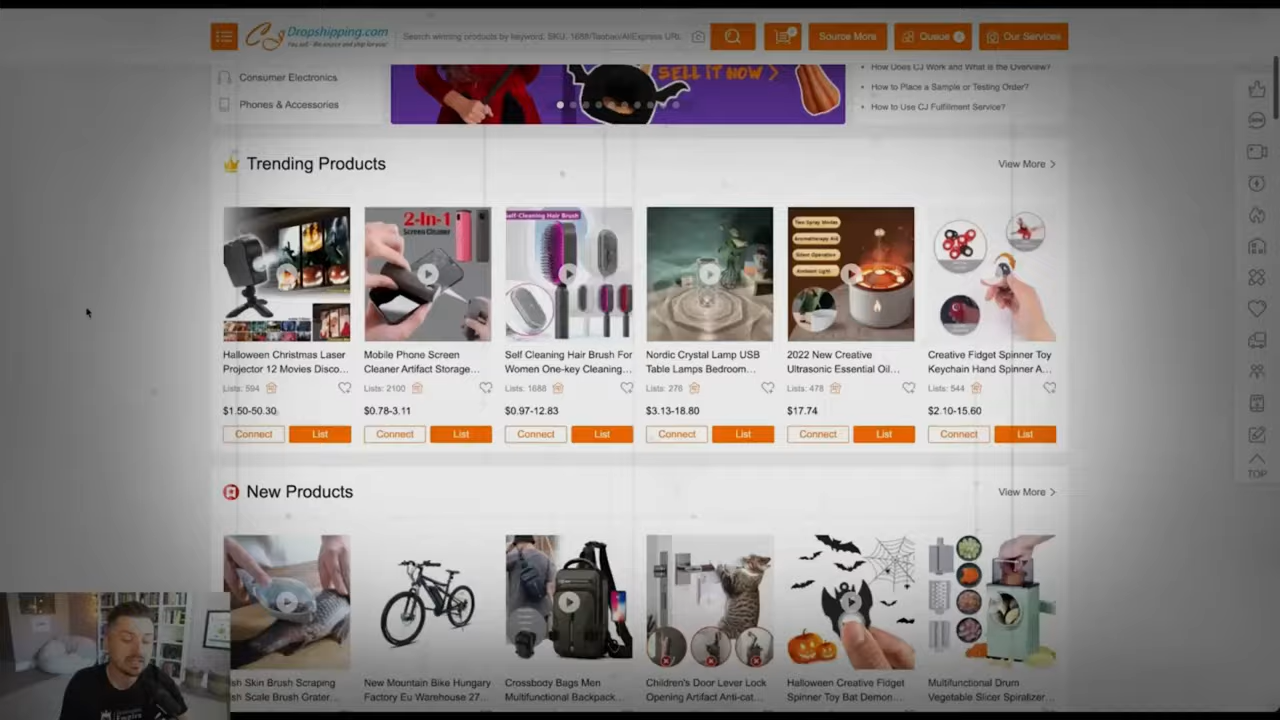 CJ Dropshipping.com
You sell - We source and ship for you!
Search winning products by keyword, SKU, 1688/Taobao/AliExpress URL
Source More
Queue
Our Services
Consumer Electronics
Phones & Accessories
SELL IT NOW >
How Does CJ Work and What is the Overview?
How to Place a Sample or Testing Order?
How to Use CJ Fulfillment Service?
Trending Products
View More >
2-In-1
Screen Cleaner
Self-Cleaning Hair Brush
Two Spray Modes
Aromatherapy Kit
Silent Operation
Ambient Light
Halloween Christmas Laser
Projector 12 Movies Disco...
Lists: 594
$1.50-50.30
Connect
List
Mobile Phone Screen
Cleaner Artifact Storage...
Lists: 2100
$0.78-3.11
Connect
List
Self Cleaning Hair Brush For
Women One-key Cleaning...
Lists: 1688
$0.97-12.83
Connect
List
Nordic Crystal Lamp USB
Table Lamps Bedroom...
Lists: 276
$3.13-18.80
Connect
List
2022 New Creative
Ultrasonic Essential Oil...
Lists: 478
$17.74
Connect
List
Creative Fidget Spinner Toy
Keychain Hand Spinner A...
Lists: 544
$2.10-15.60
Connect
List
TOP
New Products
View More >
sh Skin Brush Scraping
sh Scale Brush Grater...
New Mountain Bike Hungary
Factory Eu Warehouse 27...
Crossbody Bags Men
Multifunctional Backpack...
Children's Door Lever Lock
Opening Artifact Anti-cat...
Halloween Creative Fidget
Spinner Toy Bat Demon...
Multifunctional Drum
Vegetable Slicer Spiralizer...
Empire